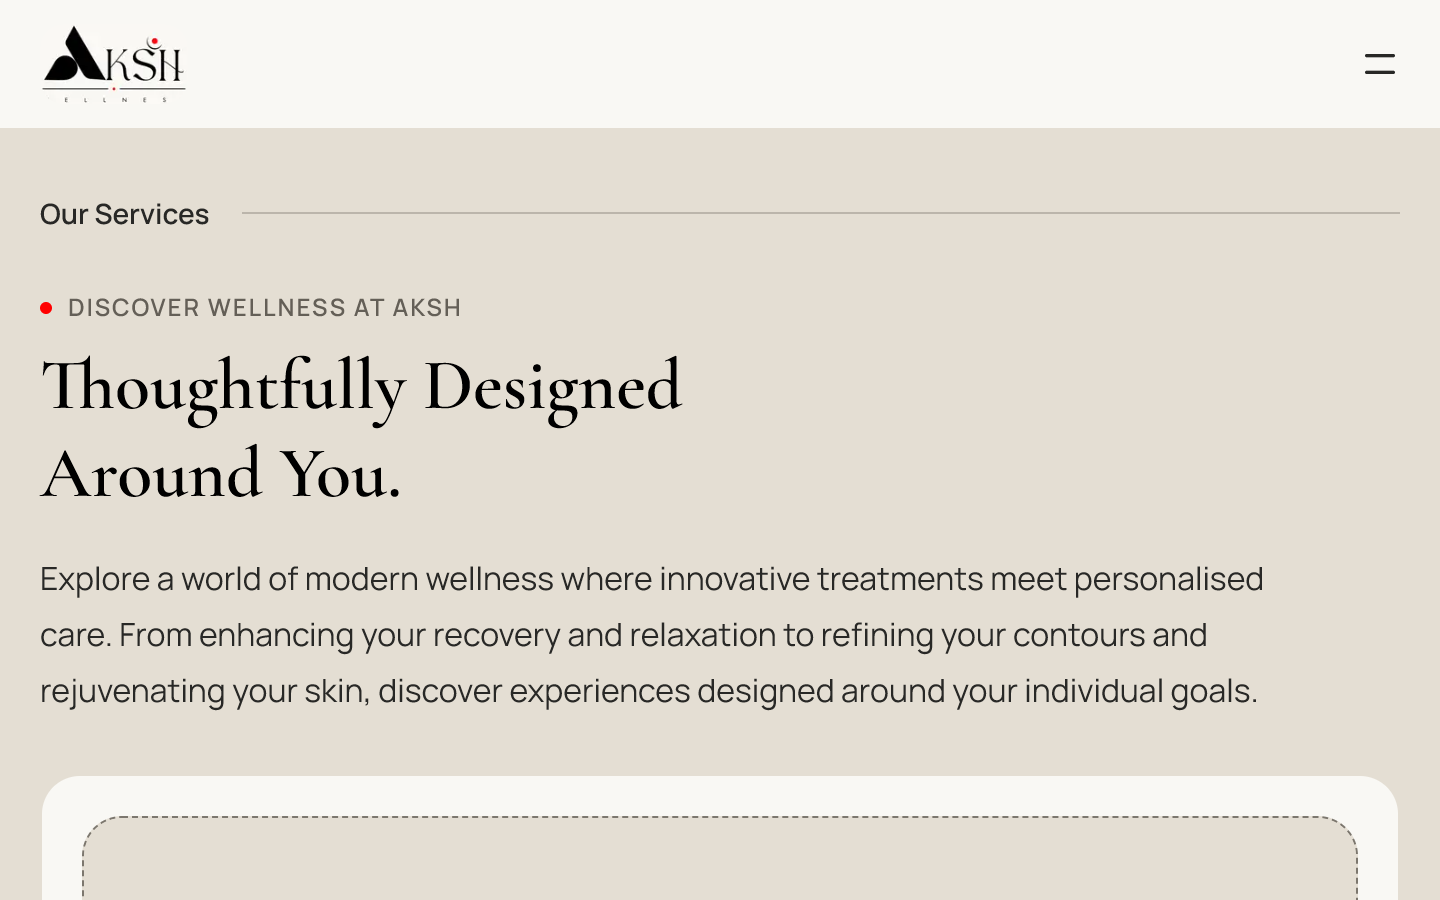 AKSH
ELLNES
Our Services
DISCOVER WELLNESS AT AKSH
Thoughtfully Designed
Around You.
Explore a world of modern wellness where innovative treatments meet personalised
care. From enhancing your recovery and relaxation to refining your contours and
rejuvenating your skin, discover experiences designed around your individual goals.